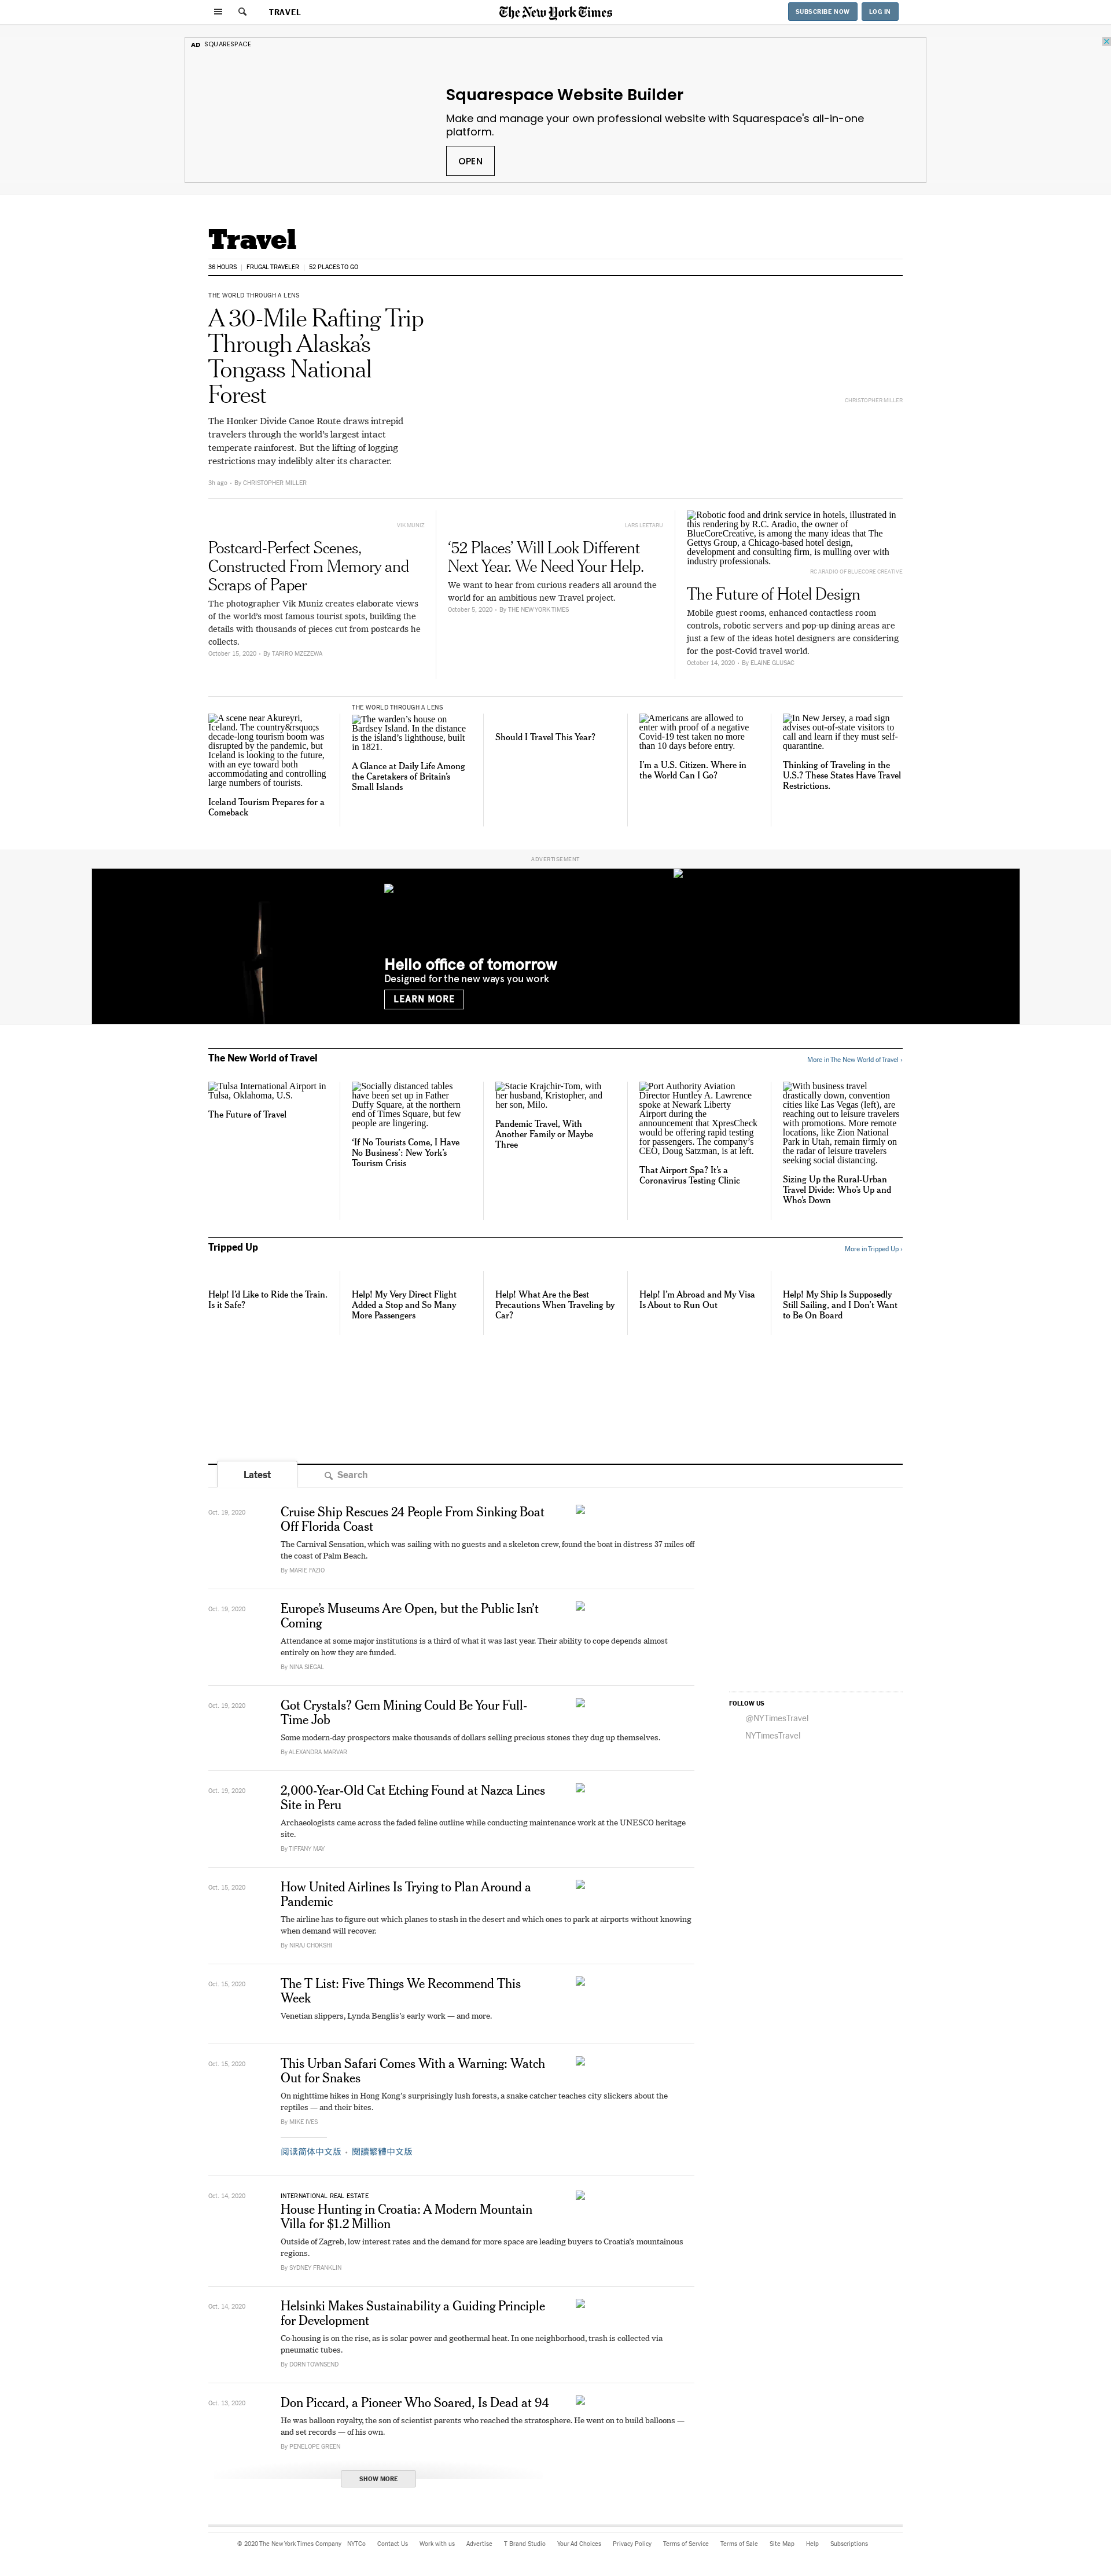 TRAVEL
The New York Times
SUBSCRIBE NOW
LOG IN
AD SQUARESPACE
Squarespace Website Builder
Make and manage your own professional website with Squarespace's all-in-one
platform.
OPEN
Travel
36 HOURS
FRUGAL TRAVELER
52 PLACES TO GO
THE WORLD THROUGH A LENS
A 30-Mile Rafting Trip
Through Alaska’s
Tongass National
Forest
The Honker Divide Canoe Route draws intrepid
travelers through the world’s largest intact
temperate rainforest. But the lifting of logging
restrictions may indelibly alter its character.
3h ago · By CHRISTOPHER MILLER
CHRISTOPHER MILLER
VIK MUNIZ
Postcard-Perfect Scenes,
Constructed From Memory and
Scraps of Paper
The photographer Vik Muniz creates elaborate views
of the world’s most famous tourist spots, building the
details with thousands of pieces cut from postcards he
collects.
October 15, 2020 · By TARIRO MZEZEWA
LARS LEETARU
‘52 Places’ Will Look Different
Next Year. We Need Your Help.
We want to hear from curious readers all around the
world for an ambitious new Travel project.
October 5, 2020 · By THE NEW YORK TIMES
Robotic food and drink service in hotels, illustrated in
this rendering by R.C. Aradio, the owner of
BlueCoreCreative, is among the many ideas that The
Gettys Group, a Chicago-based hotel design,
development and consulting firm, is mulling over with
industry professionals.
RC ARADIO OF BLUECORE CREATIVE
The Future of Hotel Design
Mobile guest rooms, enhanced contactless room
controls, robotic servers and pop-up dining areas are
just a few of the ideas hotel designers are considering
for the post-Covid travel world.
October 14, 2020 · By ELAINE GLUSAC
A scene near Akureyri,
Iceland. The country&rsquo;s
decade-long tourism boom was
disrupted by the pandemic, but
Iceland is looking to the future,
with an eye toward both
accommodating and controlling
large numbers of tourists.
Iceland Tourism Prepares for a
Comeback
THE WORLD THROUGH A LENS
The warden’s house on
Bardsey Island. In the distance
is the island’s lighthouse, built
in 1821.
A Glance at Daily Life Among
the Caretakers of Britain’s
Small Islands
Should I Travel This Year?
Americans are allowed to
enter with proof of a negative
Covid-19 test taken no more
than 10 days before entry.
I’m a U.S. Citizen. Where in
the World Can I Go?
In New Jersey, a road sign
advises out-of-state visitors to
call and learn if they must self-
quarantine.
Thinking of Traveling in the
U.S.? These States Have Travel
Restrictions.
ADVERTISEMENT
Hello office of tomorrow
Designed for the new ways you work
LEARN MORE
The New World of Travel
More in The New World of Travel ›
Tulsa International Airport in
Tulsa, Oklahoma, U.S.
The Future of Travel
Socially distanced tables
have been set up in Father
Duffy Square, at the northern
end of Times Square, but few
people are lingering.
‘If No Tourists Come, I Have
No Business’: New York’s
Tourism Crisis
Stacie Krajchir-Tom, with
her husband, Kristopher, and
her son, Milo.
Pandemic Travel, With
Another Family or Maybe
Three
Port Authority Aviation
Director Huntley A. Lawrence
spoke at Newark Liberty
Airport during the
announcement that XpresCheck
would be offering rapid testing
for passengers. The company’s
CEO, Doug Satzman, is at left.
That Airport Spa? It’s a
Coronavirus Testing Clinic
With business travel
drastically down, convention
cities like Las Vegas (left), are
reaching out to leisure travelers
with promotions. More remote
locations, like Zion National
Park in Utah, remain firmly on
the radar of leisure travelers
seeking social distancing.
Sizing Up the Rural-Urban
Travel Divide: Who’s Up and
Who’s Down
Tripped Up
More in Tripped Up ›
Help! I’d Like to Ride the Train.
Is it Safe?
Help! My Very Direct Flight
Added a Stop and So Many
More Passengers
Help! What Are the Best
Precautions When Traveling by
Car?
Help! I’m Abroad and My Visa
Is About to Run Out
Help! My Ship Is Supposedly
Still Sailing, and I Don’t Want
to Be On Board
Latest
Search
Oct. 19, 2020
Cruise Ship Rescues 24 People From Sinking Boat
Off Florida Coast
The Carnival Sensation, which was sailing with no guests and a skeleton crew, found the boat in distress 37 miles off
the coast of Palm Beach.
By MARIE FAZIO
Oct. 19, 2020
Europe’s Museums Are Open, but the Public Isn’t
Coming
Attendance at some major institutions is a third of what it was last year. Their ability to cope depends almost
entirely on how they are funded.
By NINA SIEGAL
FOLLOW US
@NYTimesTravel
NYTimesTravel
Oct. 19, 2020
Got Crystals? Gem Mining Could Be Your Full-
Time Job
Some modern-day prospectors make thousands of dollars selling precious stones they dug up themselves.
By ALEXANDRA MARVAR
Oct. 19, 2020
2,000-Year-Old Cat Etching Found at Nazca Lines
Site in Peru
Archaeologists came across the faded feline outline while conducting maintenance work at the UNESCO heritage
site.
By TIFFANY MAY
Oct. 15, 2020
How United Airlines Is Trying to Plan Around a
Pandemic
The airline has to figure out which planes to stash in the desert and which ones to park at airports without knowing
when demand will recover.
By NIRAJ CHOKSHI
Oct. 15, 2020
The T List: Five Things We Recommend This
Week
Venetian slippers, Lynda Benglis’s early work — and more.
Oct. 15, 2020
This Urban Safari Comes With a Warning: Watch
Out for Snakes
On nighttime hikes in Hong Kong’s surprisingly lush forests, a snake catcher teaches city slickers about the
reptiles — and their bites.
By MIKE IVES
阅读简体中文版 · 閱讀繁體中文版
Oct. 14, 2020
INTERNATIONAL REAL ESTATE
House Hunting in Croatia: A Modern Mountain
Villa for $1.2 Million
Outside of Zagreb, low interest rates and the demand for more space are leading buyers to Croatia’s mountainous
regions.
By SYDNEY FRANKLIN
Oct. 14, 2020
Helsinki Makes Sustainability a Guiding Principle
for Development
Co-housing is on the rise, as is solar power and geothermal heat. In one neighborhood, trash is collected via
pneumatic tubes.
By DORN TOWNSEND
Oct. 13, 2020
Don Piccard, a Pioneer Who Soared, Is Dead at 94
He was balloon royalty, the son of scientist parents who reached the stratosphere. He went on to build balloons —
and set records — of his own.
By PENELOPE GREEN
SHOW MORE
© 2020 The New York Times Company NYTCo Contact Us Work with us Advertise T Brand Studio Your Ad Choices Privacy Policy Terms of Service Terms of Sale Site Map Help Subscriptions